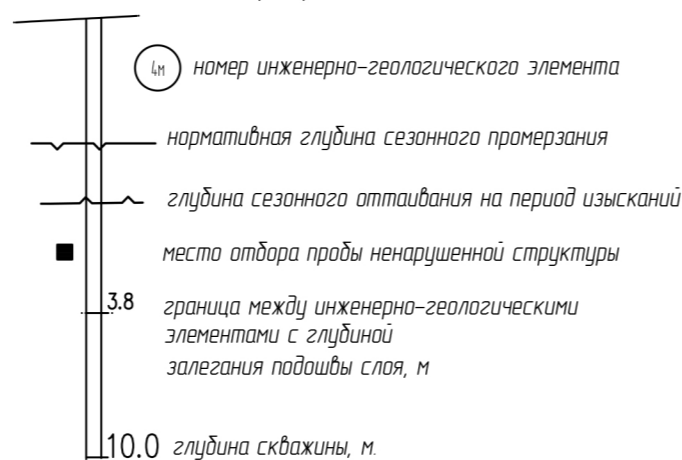 4м номер инженерно-геологического элемента
нормативная глубина сезонного промерзания
глубина сезонного оттаивания на период изысканий
место отбора пробы ненарушенной структуры
3.8 граница между инженерно-геологическими
элементами с глубиной
залегания подошвы слоя, м
10.0 глубина скважины, м.